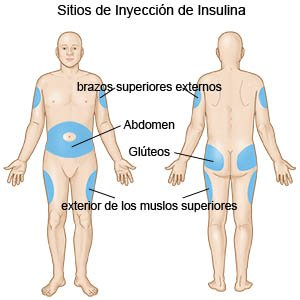 Sitios de Inyección de Insulina
brazos superiores externos
Abdomen
Glúteos
exterior de los muslos superiores